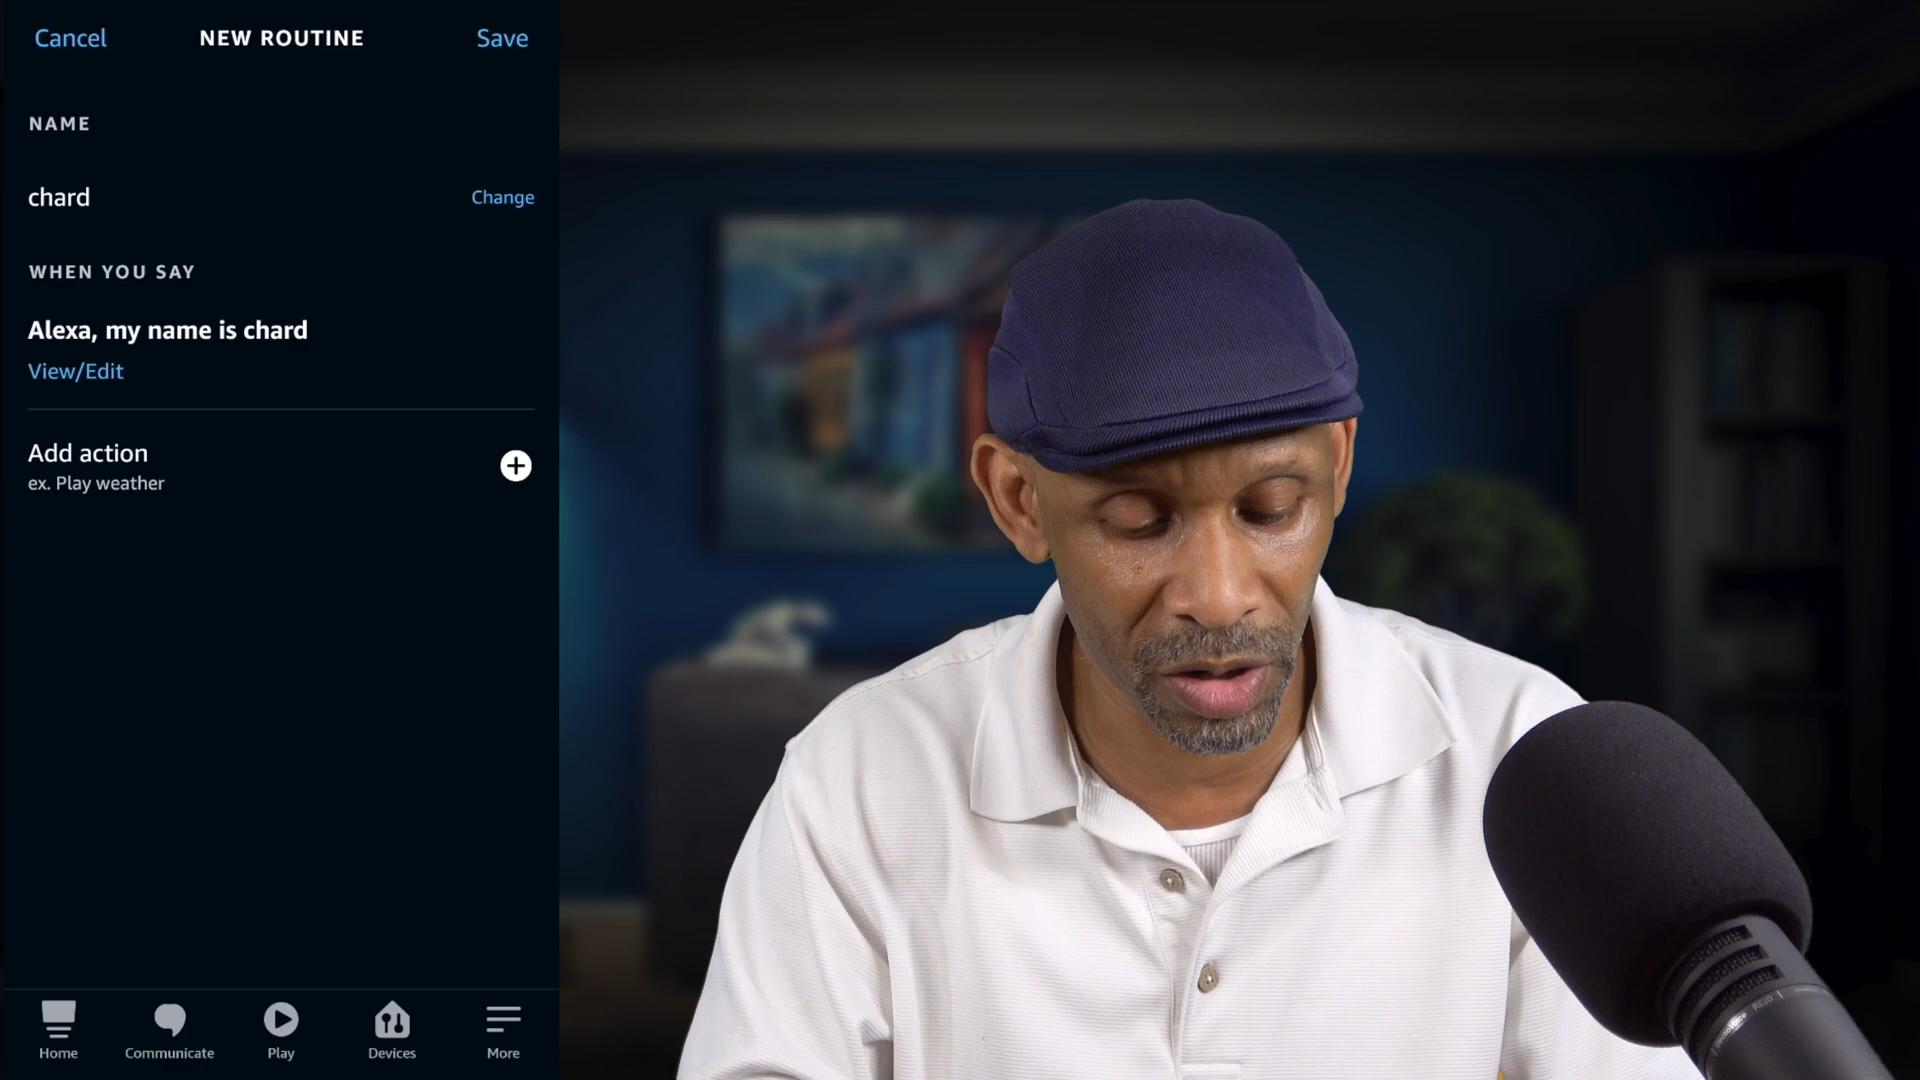 Cancel NEW ROUTINE Save
NAME
chard Change
WHEN YOU SAY
Alexa, my name is chard
View/Edit
Add action
ex. Play weather
Home Communicate Play Devices More
RE20